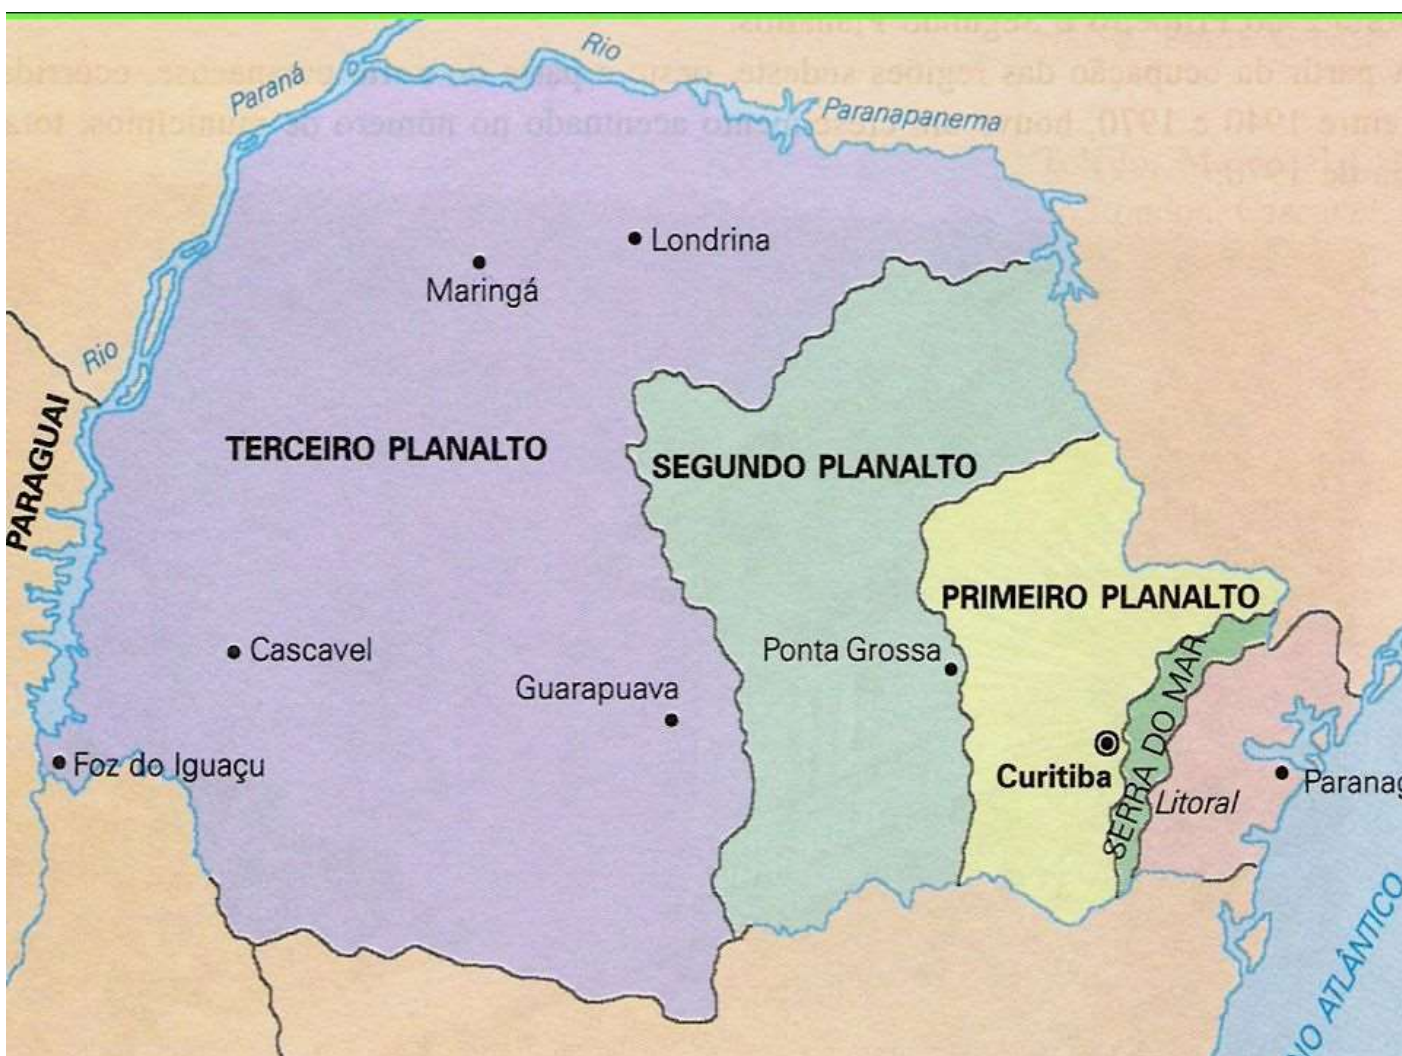 Rio
Paraná
Paranapanema
Londrina
Maringá
Rio
PARAGUAI
TERCEIRO PLANALTO
SEGUNDO PLANALTO
PRIMEIRO PLANALTO
Cascavel
Ponta Grossa
SERRA DO MAR
Guarapuava
Foz do Iguaçu
Curitiba
Litoral
Paranag
NO ATLÂNTICO